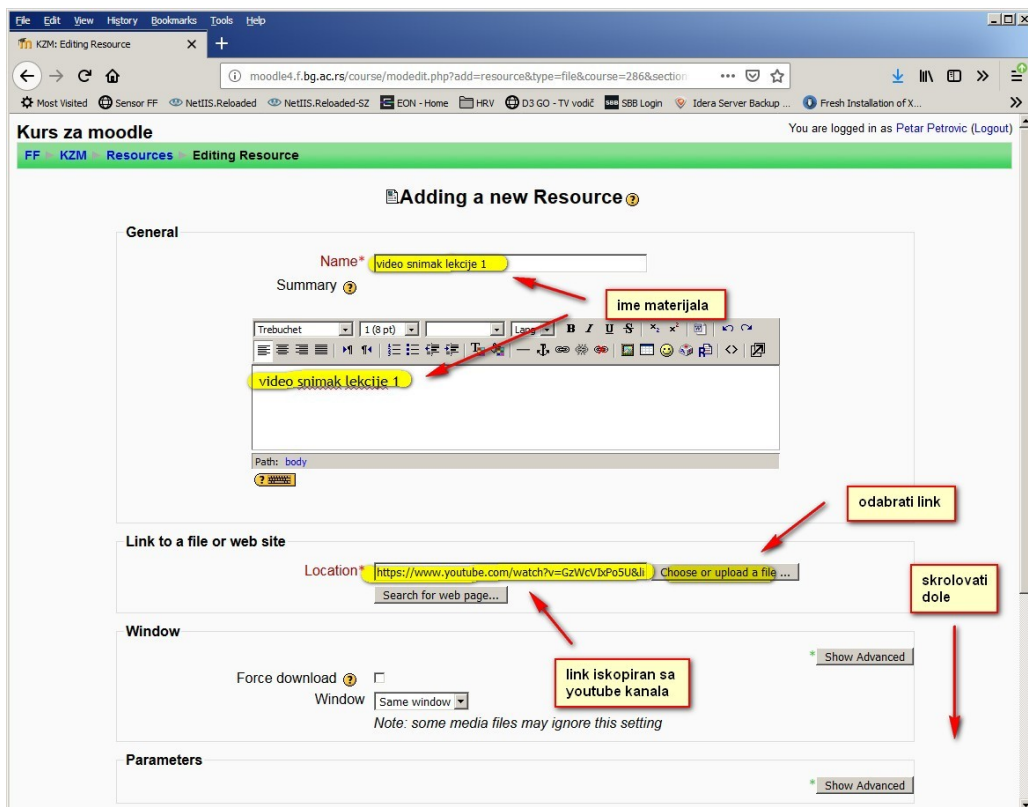 File Edit View History Bookmarks Tools Help
KZM: Editing Resource
moodle4.f.bg.ac.rs/course/modedit.php?add=resource&type=file&course=286&section
Most Visited Sensor FF NetIIS.Reloaded NetIIS.Reloaded-SZ EON - Home HRV D3 GO - TV vodič SBB SBB Login Idera Server Backup ... Fresh Installation of X...
Kurs za moodle
You are logged in as Petar Petrovic (Logout)
FF KZM Resources Editing Resource
Adding a new Resource
General
Name* video snimak lekcije 1
Summary
ime materijala
Trebuchet 1 (8 pt) Lang B I U S x₂ x²
video snimak lekcije 1
Path: body
odabrati link
Link to a file or web site
Location* https://www.youtube.com/watch?v=GzWcVIxPo5U&li Choose or upload a file ...
Search for web page...
skrolovati
dole
Window
* Show Advanced
Force download
link iskopiran sa
youtube kanala
Window Same window
Note: some media files may ignore this setting
Parameters
* Show Advanced